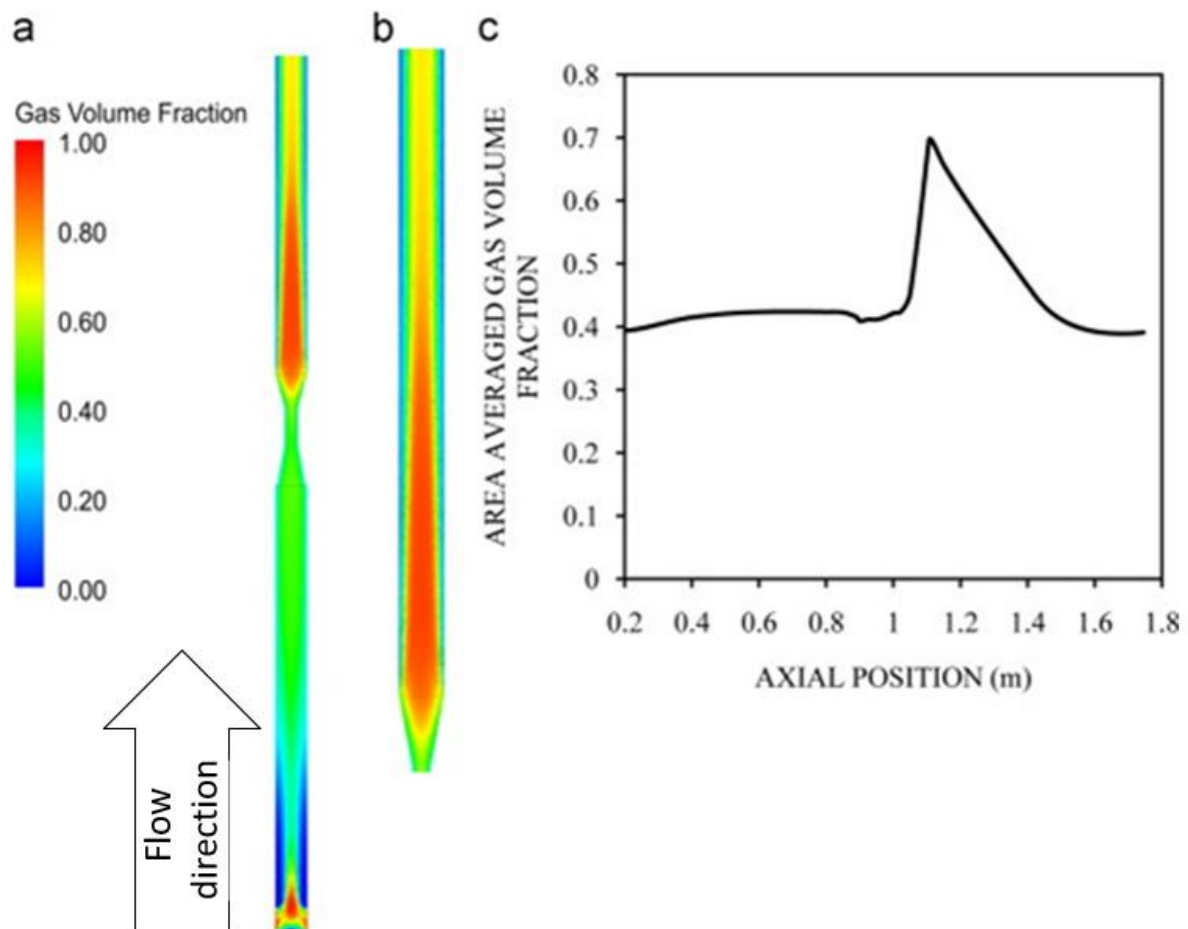 a
b
c
Gas Volume Fraction
1.00
0.80
0.60
0.40
0.20
0.00
Flow
direction
AREA AVERAGED GAS VOLUME
FRACTION
0.8
0.7
0.6
0.5
0.4
0.3
0.2
0.1
0
0.2 0.4 0.6 0.8 1 1.2 1.4 1.6 1.8
AXIAL POSITION (m)